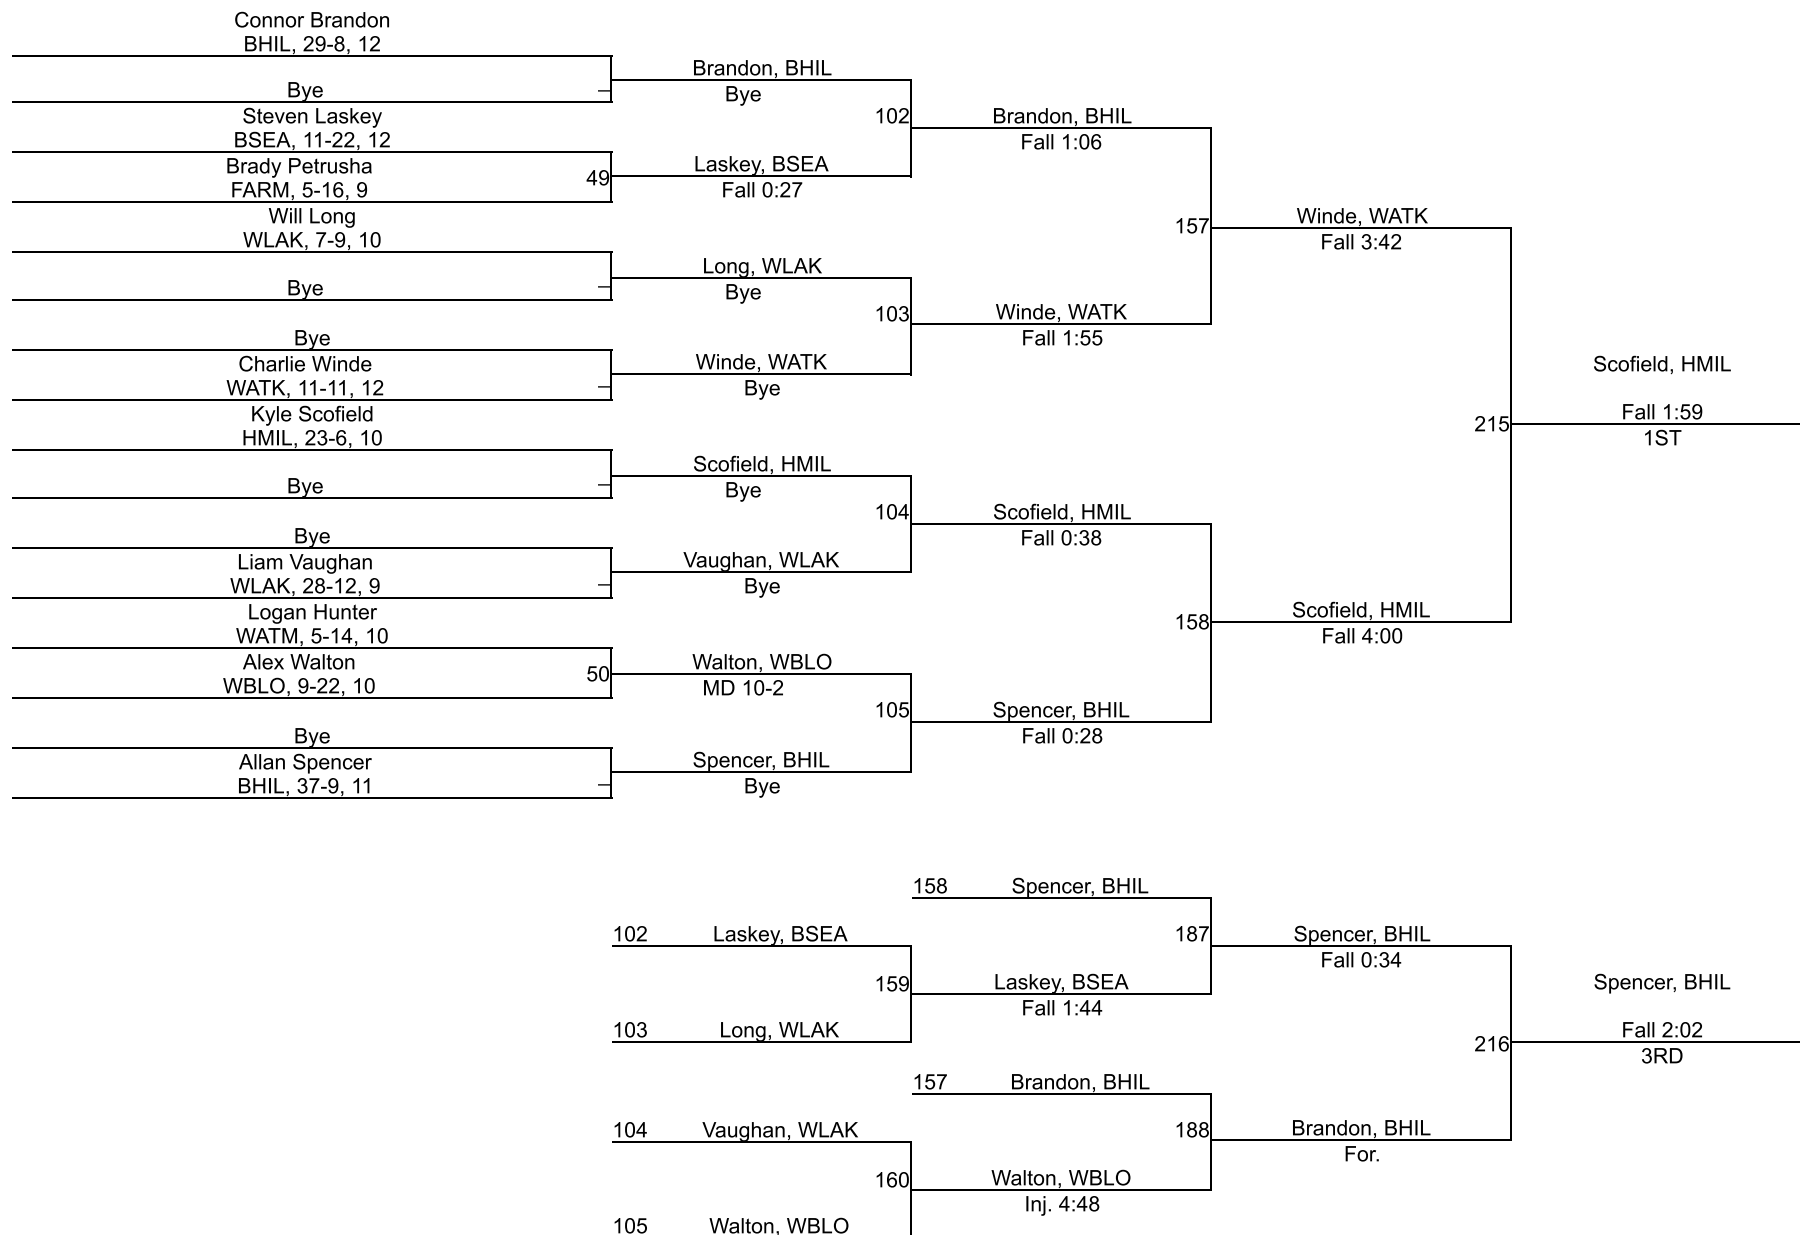 Connor Brandon
BHIL, 29-8, 12
Bye
Steven Laskey
BSEA, 11-22, 12
Brady Petrusha
FARM, 5-16, 9
49
Will Long
WLAK, 7-9, 10
Bye
Bye
Charlie Winde
WATK, 11-11, 12
Kyle Scofield
HMIL, 23-6, 10
Bye
Bye
Liam Vaughan
WLAK, 28-12, 9
Logan Hunter
WATM, 5-14, 10
Alex Walton
WBLO, 9-22, 10
50
Bye
Allan Spencer
BHIL, 37-9, 11
Brandon, BHIL
Bye
102
Laskey, BSEA
Fall 0:27
Long, WLAK
Bye
103
Winde, WATK
Bye
Scofield, HMIL
Bye
104
Vaughan, WLAK
Bye
Walton, WBLO
MD 10-2
105
Spencer, BHIL
Bye
Brandon, BHIL
Fall 1:06
157
Winde, WATK
Fall 1:55
Scofield, HMIL
Fall 0:38
158
Spencer, BHIL
Fall 0:28
Winde, WATK
Fall 3:42
215
Scofield, HMIL
Fall 4:00
Scofield, HMIL
Fall 1:59
1ST
102 Laskey, BSEA
159
103 Long, WLAK
104 Vaughan, WLAK
160
105 Walton, WBLO
158 Spencer, BHIL
187
Laskey, BSEA
Fall 1:44
157 Brandon, BHIL
188
Walton, WBLO
Inj. 4:48
Spencer, BHIL
Fall 0:34
216
Brandon, BHIL
For.
Spencer, BHIL
Fall 2:02
3RD